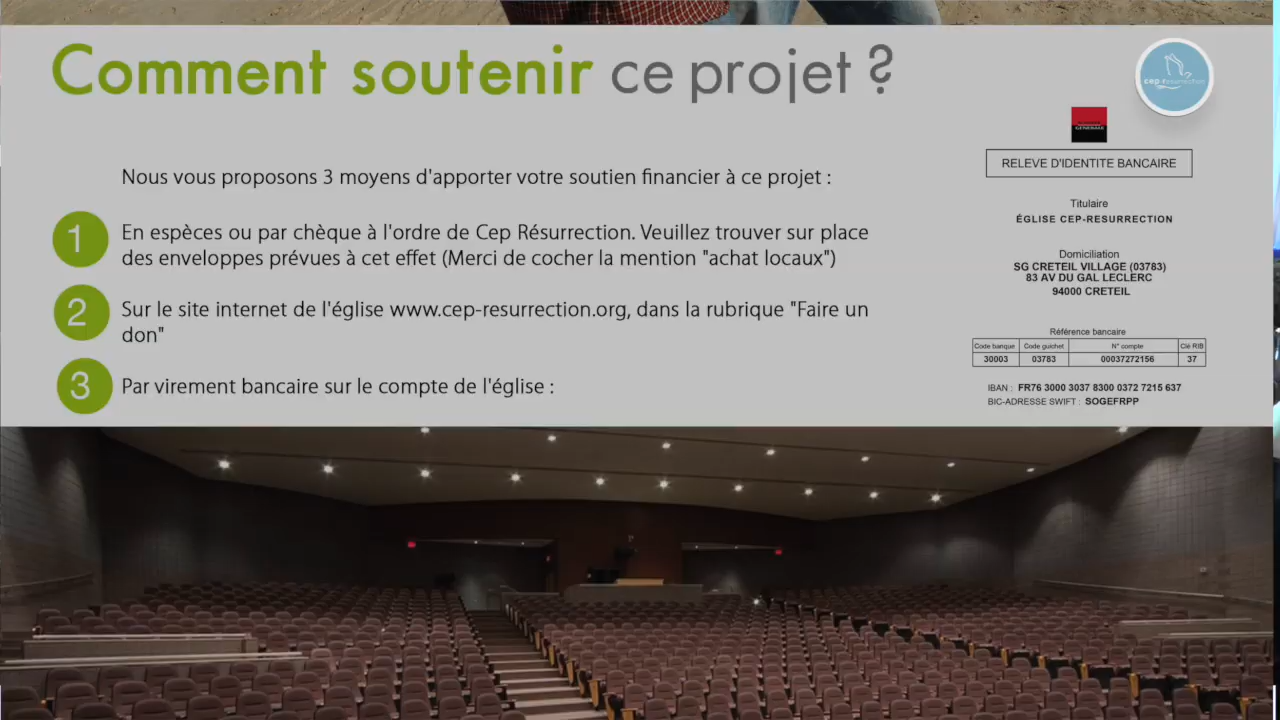 Comment soutenir ce projet ?
cep-resurrection
Nous vous proposons 3 moyens d'apporter votre soutien financier à ce projet :
1
En espèces ou par chèque à l'ordre de Cep Résurrection. Veuillez trouver sur place
des enveloppes prévues à cet effet (Merci de cocher la mention "achat locaux")
2
Sur le site internet de l'église www.cep-resurrection.org, dans la rubrique "Faire un
don"
3
Par virement bancaire sur le compte de l'église :
GENERALE
RELEVE D'IDENTITE BANCAIRE
Titulaire
ÉGLISE CEP-RESURRECTION
Domiciliation
SG CRETEIL VILLAGE (03783)
83 AV DU GAL LECLERC
94000 CRETEIL
Référence bancaire
Code banque Code guichet N° compte Clé RIB
30003 03783 00037272156 37
IBAN : FR76 3000 3037 8300 0372 7215 637
BIC-ADRESSE SWIFT : SOGEFRPP